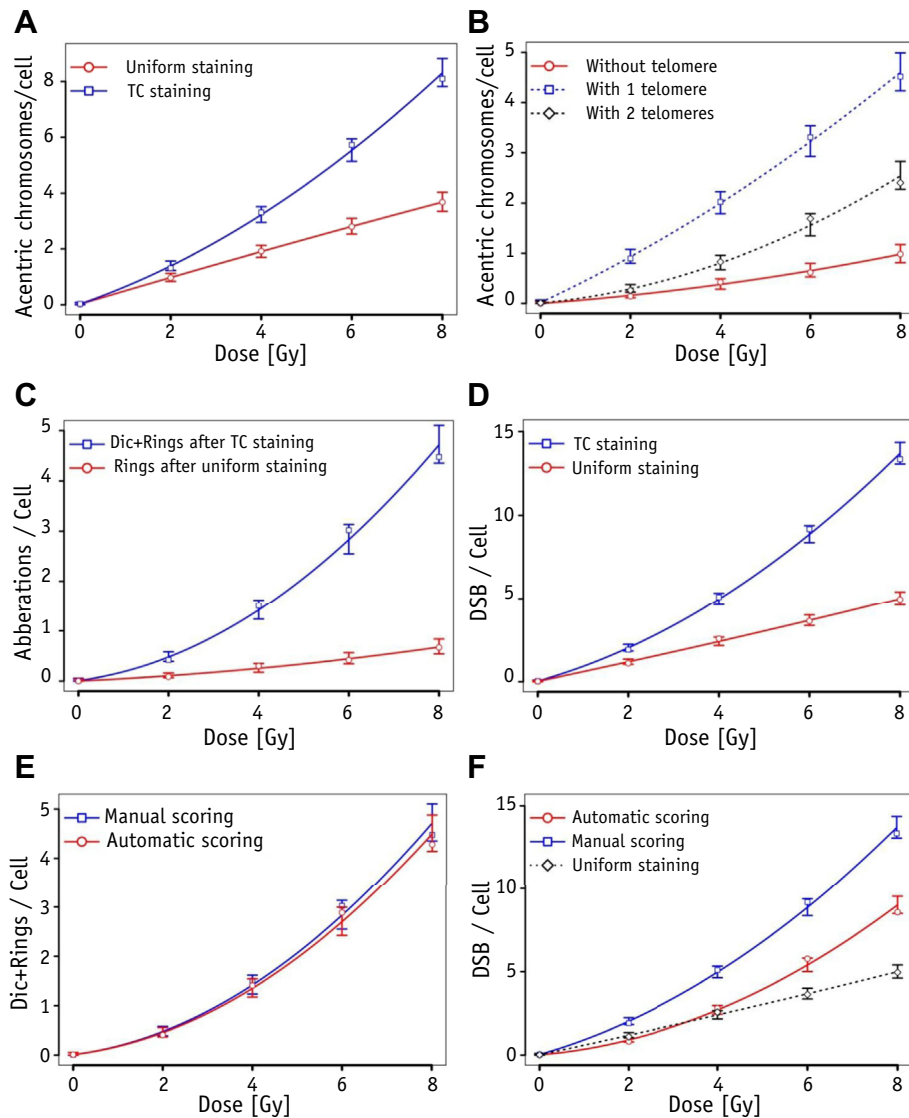 A
Uniform staining
TC staining
Acentric chromosomes/cell
8
6
4
2
0
0 2 4 6 8
Dose [Gy]
B
Without telomere
With 1 telomere
With 2 telomeres
Acentric chromosomes/cell
5
4
3
2
1
0
0 2 4 6 8
Dose [Gy]
C
Dic+Rings after TC staining
Rings after uniform staining
Abberations / Cell
5
4
3
2
1
0
0 2 4 6 8
Dose [Gy]
D
TC staining
Uniform staining
DSB / Cell
15
10
5
0
0 2 4 6 8
Dose [Gy]
E
Manual scoring
Automatic scoring
Dic+Rings / Cell
5
4
3
2
1
0
0 2 4 6 8
Dose [Gy]
F
Automatic scoring
Manual scoring
Uniform staining
DSB / Cell
15
10
5
0
0 2 4 6 8
Dose [Gy]